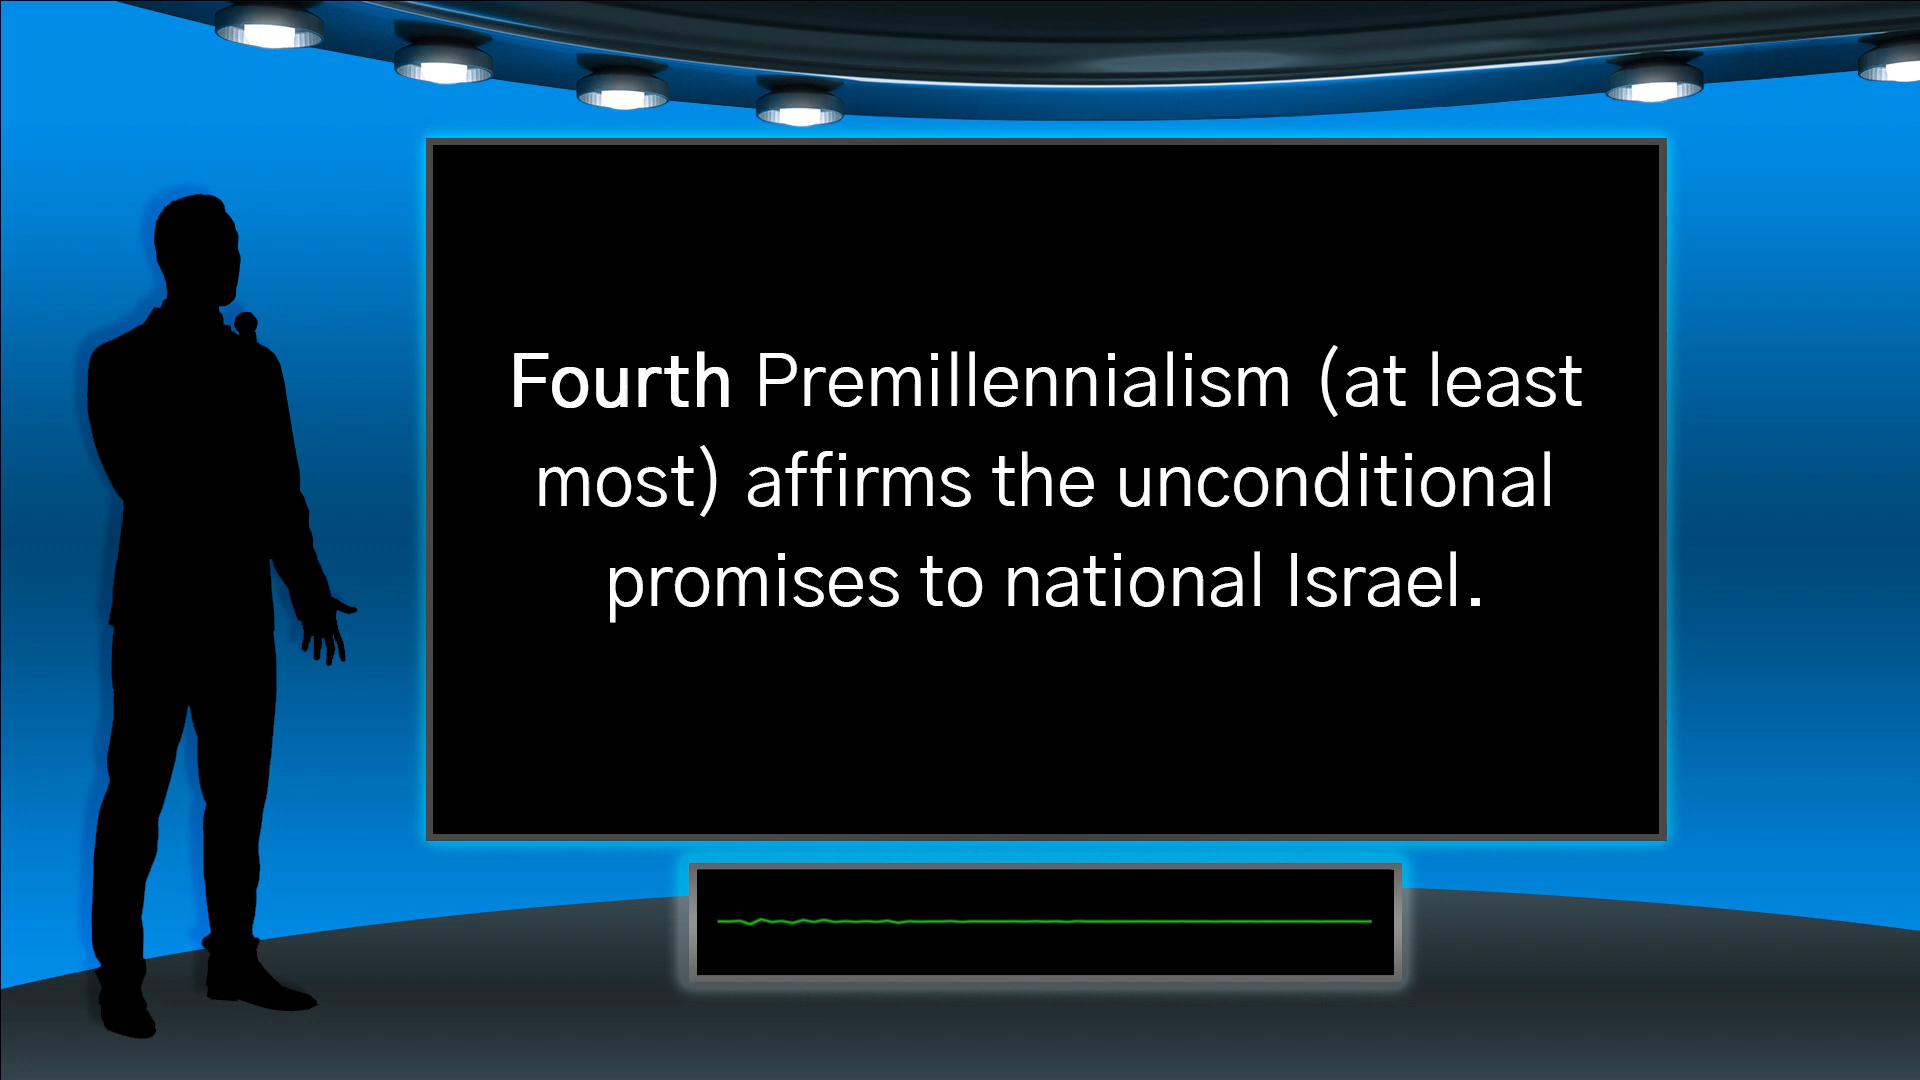 Fourth Premillennialism (at least
most) affirms the unconditional
promises to national Israel.